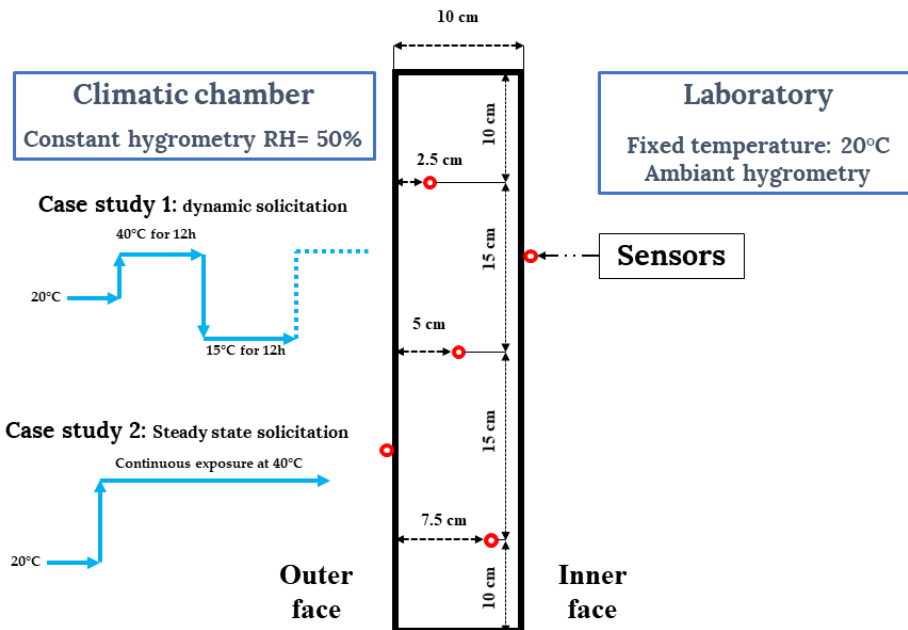 10 cm
Climatic chamber
Constant hygrometry RH= 50%
Laboratory
Fixed temperature: 20°C
Ambiant hygrometry
10 cm
2.5 cm
Case study 1: dynamic solicitation
40°C for 12h
20°C
15°C for 12h
15 cm
Sensors
5 cm
Case study 2: Steady state solicitation
Continuous exposure at 40°C
20°C
15 cm
7.5 cm
10 cm
Outer
face
Inner
face